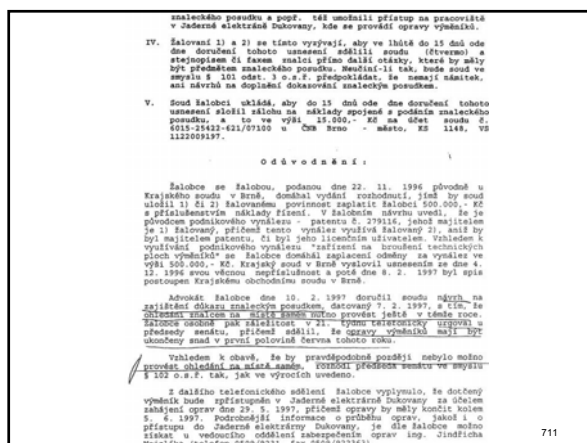 znaleckého posudku a popř. též umožnili přístup na pracoviště
v Jaderné elektrárně Dukovany, kde se provádí opravy výměníků.
IV. Žalovaní 1) a 2) se tímto vyzývají, aby ve lhůtě do 15 dnů ode
dne doručení tohoto usnesení sdělili soudu (čtvermo) a
stejnopisem či faxem znalci přímo další otázky, které by měly
být předmětem znaleckého posudku. Neučiní-li tak, bude soud ve
smyslu § 101 odst. 3 o.s.ř. předpokládat, že nemají námitek,
ani návrhů na doplnění dokazování znaleckým posudkem.
V. Soud žalobci ukládá, aby do 15 dnů ode dne doručení tohoto
usnesení složil zálohu na náklady spojené s podáním znaleckého
posudku, a to ve výši 15.000,- Kč na účet soudu č.
6015-25422-621/07100 u ČNB Brno - město, KS 1148, VS
1122009197.
O d ů v o d n ě n í :
Žalobce se žalobou, podanou dne 22. 11. 1996 původně u
Krajského soudu v Brně, domáhal vydání rozhodnutí, jímž by soud
uložil 1) či 2) žalovanému povinnost zaplatit žalobci 500.000,- Kč
s příslušenstvím náklady řízení. V žalobním návrhu uvedl, že je
původcem podnikového vynálezu - patentu č. 279116, jehož majitelem
je 1) žalovaný, přičemž tento vynález využívá žalovaný 2), aniž by
byl majitelem patentu, či byl jeho licenčním uživatelem. Vzhledem k
využívání podnikového vynálezu "zařízení na broušení technických
ploch výměníků" se žalobce domáhal zaplacení odměny za vynález ve
výši 500.000,- Kč. Krajský soud v Brně vyslovil usnesením ze dne 4.
12. 1996 svou věcnou nepříslušnost a poté dne 8. 2. 1997 byl spis
postoupen Krajskému obchodnímu soudu v Brně.
Advokát žalobce dne 10. 2. 1997 doručil soudu návrh na
zajištění důkazu znaleckým posudkem, datovaný 7. 2. 1997, s tím, že
ohledání znalcem na místě samém nutno provést ještě v témže roce.
Žalobce osobně pak záležitost v 21. týdnu telefonicky urgoval u
předsedy senátu, přičemž sdělil, že opravy výměníků mají být
ukončeny snad v první polovině června tohoto roku.
Vzhledem k obavě, že by pravděpodobně později nebylo možno
provést ohledání na místě samém, rozhodl předseda senátu ve smyslu
§ 102 o.s.ř. tak, jak ve výrocích uvedeno.
Z dalšího telefonického sdělení žalobce vyplymulo, že dotčený
výměník bude zpřístupněn v Jaderné elektrárně Dukovany za účelem
zahájení oprav dne 29. 5. 1997, přičemž opravy by měly končit kolem
5. 6. 1997. Podrobnější informace o průběhu oprav, jakož i o
přístupu do Jaderné elektrárny Dukovany, je dle žalobce možno
získat u vedoucího oddělení zabezpečením oprav ing. Jindřicha
711